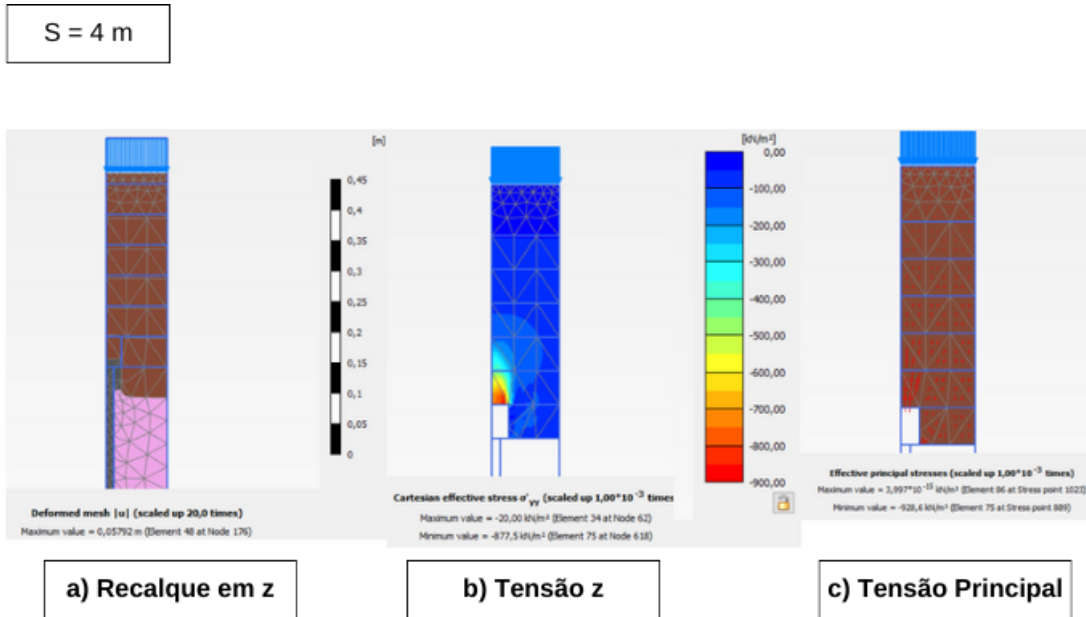 S = 4 m
[m]
0,45
0,4
0,35
0,3
0,25
0,2
0,15
0,1
0,05
0
Deformed mesh |u| (scaled up 20,0 times)
Maximum value = 0,05792 m (Element 48 at Node 176)
[kN/m²]
0,00
-100,00
-200,00
-300,00
-400,00
-500,00
-600,00
-700,00
-800,00
-900,00
Cartesian effective stress σ'yy (scaled up 1,00*10⁻³ times
Maximum value = -20,00 kN/m² (Element 34 at Node 62)
Minimum value = -877,5 kN/m² (Element 75 at Node 618)
Effective principal stresses (scaled up 1,00*10⁻³ times)
Maximum value = 3,997*10⁻¹⁵ kN/m² (Element 86 at Stress point 1023)
Minimum value = -928,6 kN/m² (Element 75 at Stress point 889)
a) Recalque em z
b) Tensão z
c) Tensão Principal